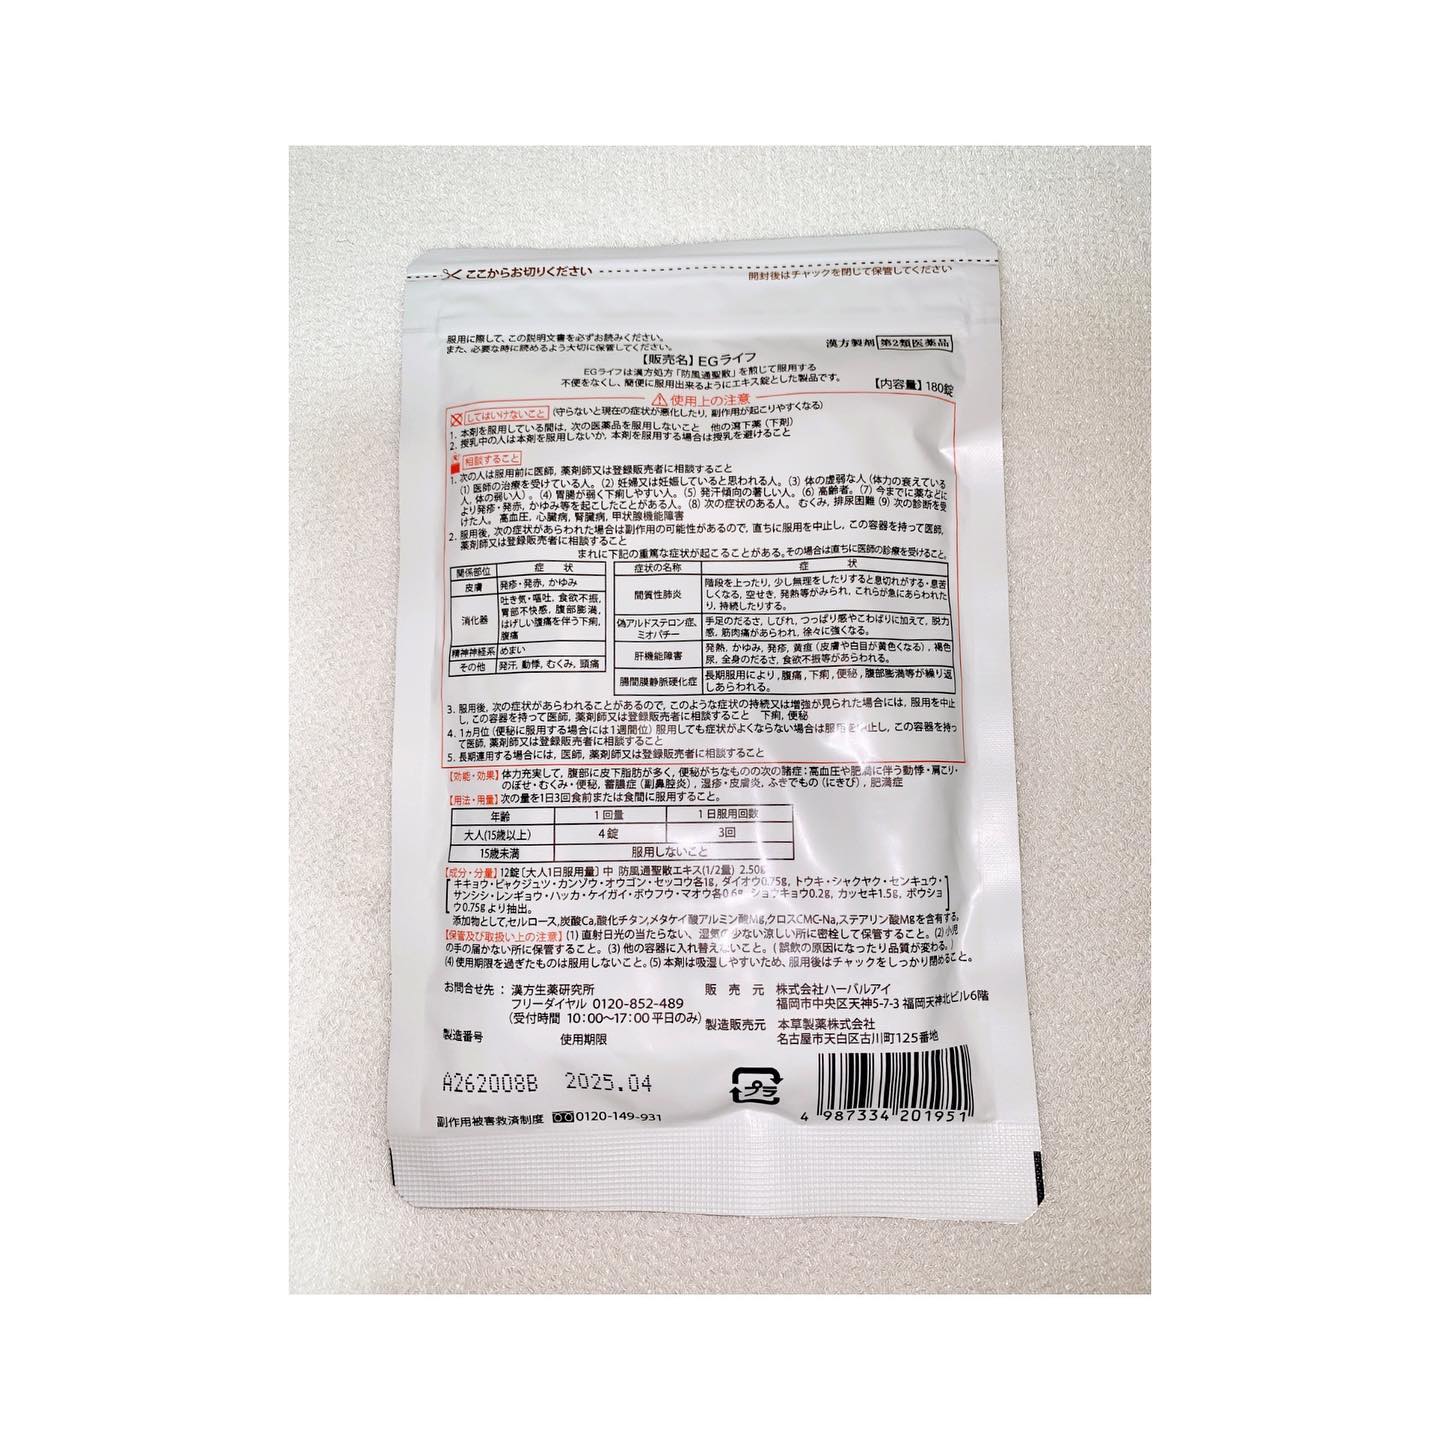 ここからお切りください
開封後はチャックを閉じて保管してください
服用に際して、この説明文書を必ずお読みください。
また、必要な時に読めるよう大切に保管してください。
漢方製剤 第2類医薬品
【販売名】EGライフ
EGライフは漢方処方「防風通聖散」を煎じて服用する
不便をなくし、簡便に服用出来るようにエキス錠とした製品です。
【内容量】180錠
使用上の注意
してはいけないこと (守らないと現在の症状が悪化したり, 副作用が起こりやすくなる)
1. 本剤を服用している間は, 次の医薬品を服用しないこと 他の瀉下薬(下剤)
2. 授乳中の人は本剤を服用しないか, 本剤を服用する場合は授乳を避けること
相談すること
1. 次の人は服用前に医師, 薬剤師又は登録販売者に相談すること
(1) 医師の治療を受けている人。(2) 妊婦又は妊娠していると思われる人。(3) 体の虚弱な人(体力の衰えている
人, 体の弱い人)。(4) 胃腸が弱く下痢しやすい人。(5) 発汗傾向の著しい人。(6) 高齢者。(7) 今までに薬などに
より発疹・発赤, かゆみ等を起こしたことがある人。(8) 次の症状のある人。 むくみ, 排尿困難 (9) 次の診断を受
けた人。 高血圧, 心臓病, 腎臓病, 甲状腺機能障害
2. 服用後, 次の症状があらわれた場合は副作用の可能性があるので, 直ちに服用を中止し, この容器を持って医師,
薬剤師又は登録販売者に相談すること
まれに下記の重篤な症状が起こることがある。その場合は直ちに医師の診療を受けること。
関係部位 症 状
皮膚 発疹・発赤, かゆみ
消化器 吐き気・嘔吐, 食欲不振,
胃部不快感, 腹部膨満,
はげしい腹痛を伴う下痢,
腹痛
精神神経系 めまい
その他 発汗, 動悸, むくみ, 頭痛
症状の名称 症 状
間質性肺炎 階段を上ったり, 少し無理をしたりすると息切れがする・息苦
しくなる, 空せき, 発熱等がみられ, これらが急にあらわれた
り, 持続したりする。
偽アルドステロン症,
ミオパチー 手足のだるさ, しびれ, つっぱり感やこわばりに加えて, 脱力
感, 筋肉痛があらわれ, 徐々に強くなる。
肝機能障害 発熱, かゆみ, 発疹, 黄疸(皮膚や白目が黄色くなる), 褐色
尿, 全身のだるさ, 食欲不振等があらわれる。
腸間膜静脈硬化症 長期服用により, 腹痛, 下痢, 便秘, 腹部膨満等が繰り返
しあらわれる。
3. 服用後, 次の症状があらわれることがあるので, このような症状の持続又は増強が見られた場合には, 服用を中止
し, この容器を持って医師, 薬剤師又は登録販売者に相談すること 下痢, 便秘
4. 1ヵ月位(便秘に服用する場合には1週間位)服用しても症状がよくならない場合は服用を中止し, この容器を持っ
て医師, 薬剤師又は登録販売者に相談すること
5. 長期連用する場合には, 医師, 薬剤師又は登録販売者に相談すること
【効能・効果】体力充実して, 腹部に皮下脂肪が多く, 便秘がちなものの次の諸症:高血圧や肥満に伴う動悸・肩こり・
のぼせ・むくみ・便秘, 蓄膿症(副鼻腔炎), 湿疹・皮膚炎, ふきでもの(にきび), 肥満症
【用法・用量】次の量を1日3回食前または食間に服用すること。
年齢 1回量 1日服用回数
大人(15歳以上) 4錠 3回
15歳未満 服用しないこと
【成分・分量】12錠〔大人1日服用量〕中 防風通聖散エキス(1/2量) 2.50g
キキョウ・ビャクジュツ・カンゾウ・オウゴン・セッコウ各1g, ダイオウ0.75g, トウキ・シャクヤク・センキュウ・
サンシシ・レンギョウ・ハッカ・ケイガイ・ボウフウ・マオウ各0.6g, ショウキョウ0.2g, カッセキ1.5g, ボウショ
ウ0.75gより抽出。
添加物として,セルロース,炭酸Ca,酸化チタン,メタケイ酸アルミン酸Mg,クロスCMC-Na,ステアリン酸Mgを含有する。
【保管及び取扱い上の注意】(1) 直射日光の当たらない、湿気の少ない涼しい所に密栓して保管すること。(2) 小児
の手の届かない所に保管すること。(3) 他の容器に入れ替えないこと。(誤飲の原因になったり品質が変わる。)
(4) 使用期限を過ぎたものは服用しないこと。(5) 本剤は吸湿しやすいため、服用後はチャックをしっかり閉めること。
お問合せ先: 漢方生薬研究所
フリーダイヤル 0120-852-489
(受付時間 10:00〜17:00 平日のみ)
販 売 元 株式会社ハーバルアイ
福岡市中央区天神5-7-3 福岡天神北ビル6階
製造販売元 本草製薬株式会社
名古屋市天白区古川町125番地
製造番号 使用期限
A262008B 2025.04
プラ
4 987334 201951
副作用被害救済制度 0120-149-931